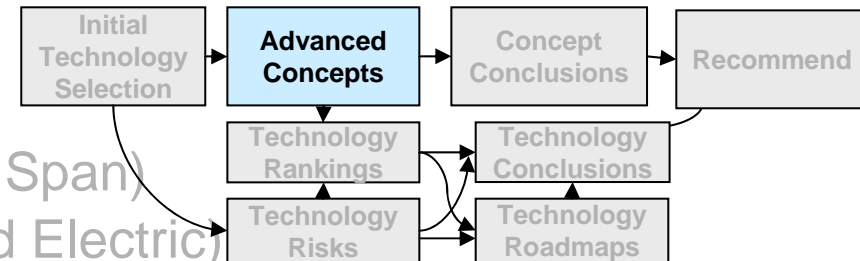 Initial
Technology
Selection
Advanced
Concepts
Concept
Conclusions
Recommend
Technology
Rankings
Technology
Conclusions
Span)
Technology
Risks
Technology
Roadmaps
d Electric)